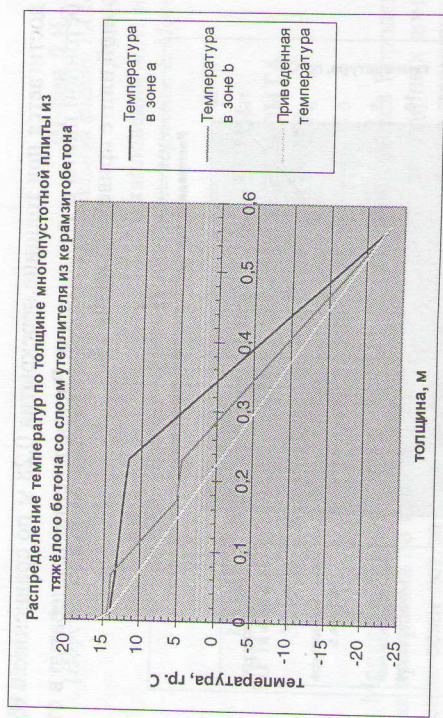 Распределение температур по толщине многопустотной плиты из
тяжёлого бетона со слоем утеплителя из керамзитобетона
температура, гр. С
20
15
10
5
0
-5
-10
-15
-20
-25
0
0,1
0,2
0,3
0,4
0,5
0,6
толщина, м
Температура
в зоне a
Температура
в зоне b
Приведенная
температура